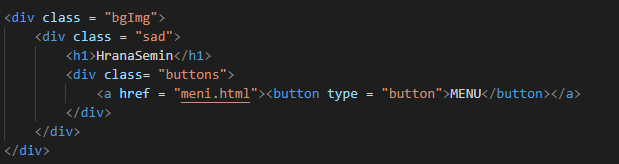 <div class = "bgImg">
<div class = "sad">
<h1>HranaSemin</h1>
<div class= "buttons">
<a href = "meni.html"><button type = "button">MENU</button></a>
</div>
</div>
</div>